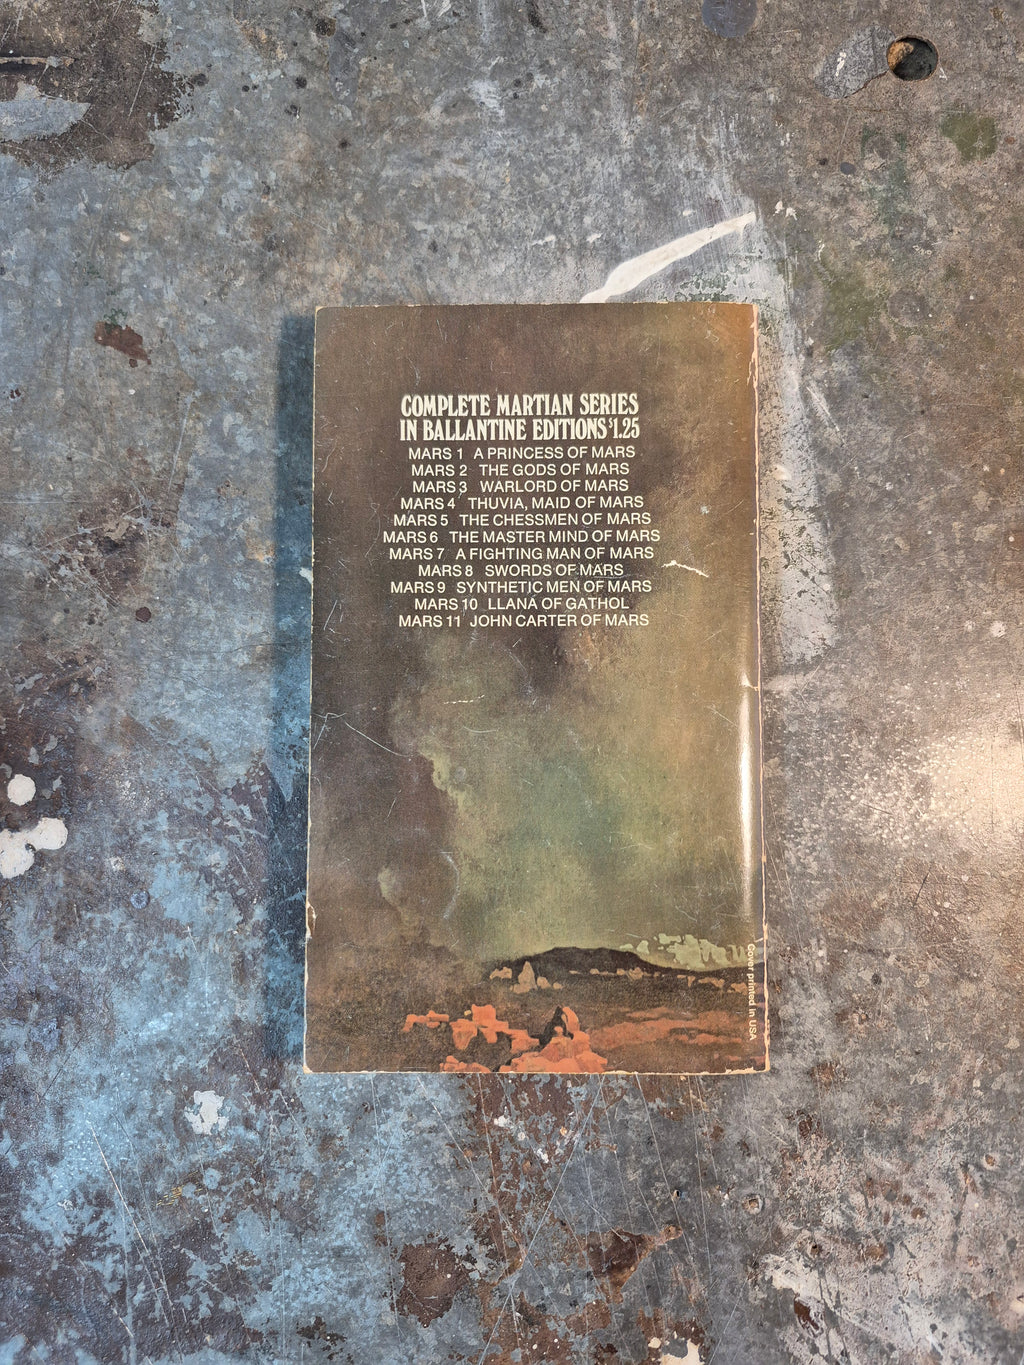 COMPLETE MARTIAN SERIES
IN BALLANTINE EDITIONS $1.25
MARS 1 A PRINCESS OF MARS
MARS 2 THE GODS OF MARS
MARS 3 WARLORD OF MARS
MARS 4 THUVIA, MAID OF MARS
MARS 5 THE CHESSMEN OF MARS
MARS 6 THE MASTER MIND OF MARS
MARS 7 A FIGHTING MAN OF MARS
MARS 8 SWORDS OF MARS
MARS 9 SYNTHETIC MEN OF MARS
MARS 10 LLANA OF GATHOL
MARS 11 JOHN CARTER OF MARS
Cover printed in USA